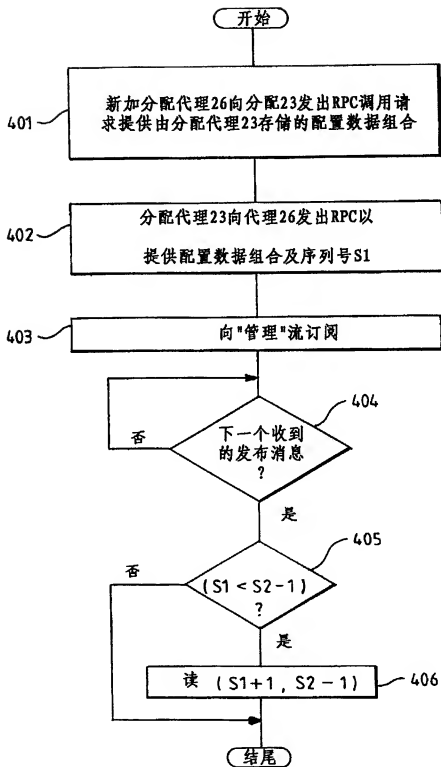 开始
401
新加分配代理26向分配23发出RPC调用请
求提供由分配代理23存储的配置数据组合
402
分配代理23向代理26发出RPC以
提供配置数据组合及序列号S1
403
向"管理"流订阅
404
下一个收到
的发布消息
?
否
是
405
(S1<S2-1)
?
否
是
读 (S1+1, S2-1)
406
结尾